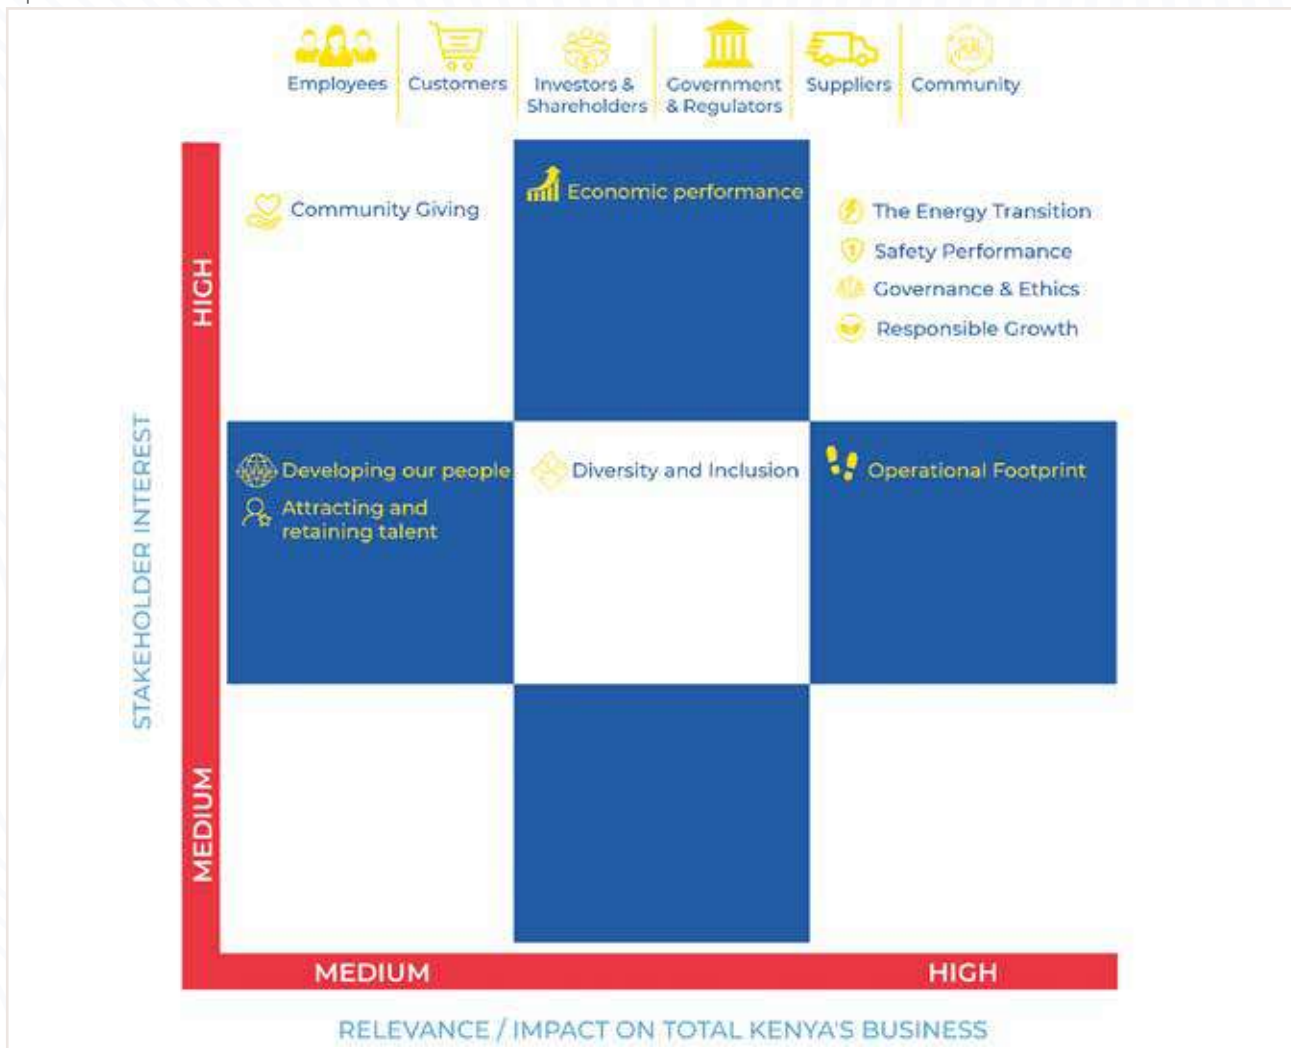 Employees
Customers
Investors &
Shareholders
Government
& Regulators
Suppliers
Community
Community Giving
Economic performance
The Energy Transition
Safety Performance
Governance & Ethics
Responsible Growth
HIGH
STAKEHOLDER INTEREST
Developing our people
Attracting and
retaining talent
Diversity and Inclusion
Operational Footprint
MEDIUM
MEDIUM
HIGH
RELEVANCE / IMPACT ON TOTAL KENYA'S BUSINESS